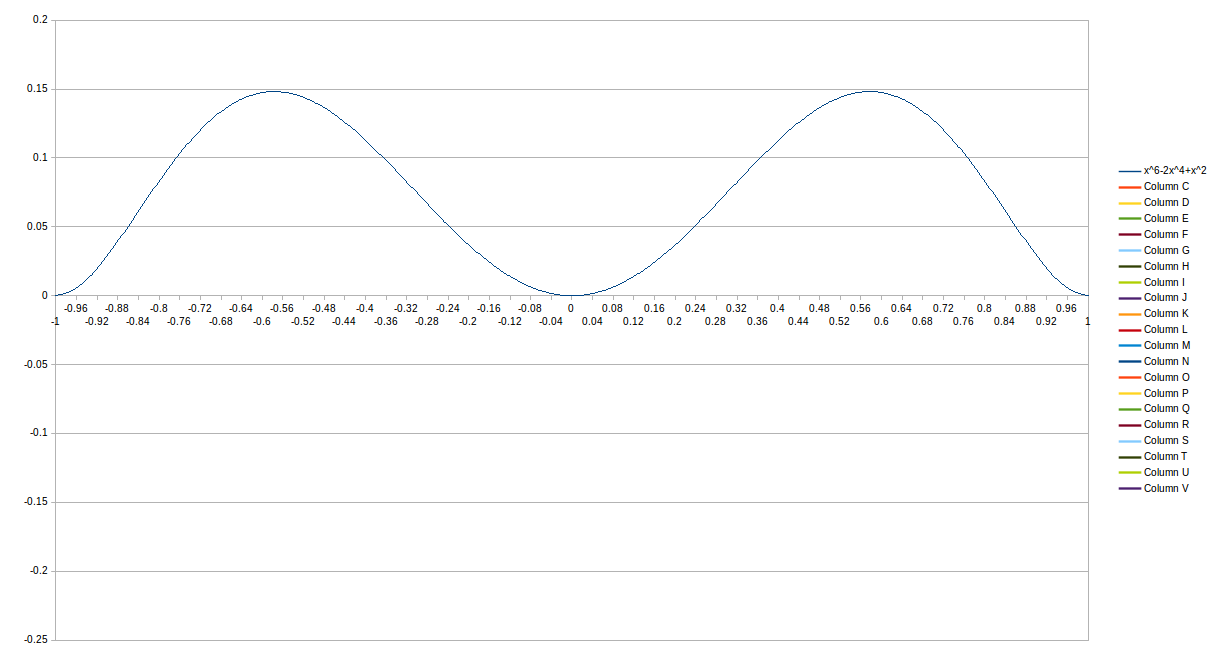 0.2
0.15
0.1
0.05
0
-0.05
-0.1
-0.15
-0.2
-0.25
-0.96 -0.88 -0.8 -0.72 -0.64 -0.56 -0.48 -0.4 -0.32 -0.24 -0.16 -0.08 0 0.08 0.16 0.24 0.32 0.4 0.48 0.56 0.64 0.72 0.8 0.88 0.96
-1 -0.92 -0.84 -0.76 -0.68 -0.6 -0.52 -0.44 -0.36 -0.28 -0.2 -0.12 -0.04 0.04 0.12 0.2 0.28 0.36 0.44 0.52 0.6 0.68 0.76 0.84 0.92 1
x^6-2x^4+x^2
Column C
Column D
Column E
Column F
Column G
Column H
Column I
Column J
Column K
Column L
Column M
Column N
Column O
Column P
Column Q
Column R
Column S
Column T
Column U
Column V